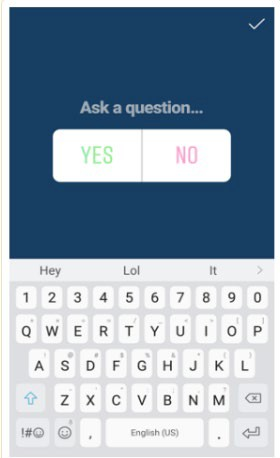 Ask a question...
YES NO
Hey Lol It
1 2 3 4 5 6 7 8 9 0
Q W E R T Y U I O P
A S D F G H J K L
Z X C V B N M
!#☺ , English (US) .